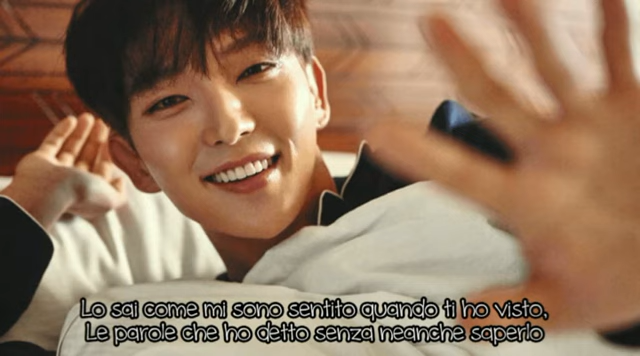 Lo sai come mi sono sentito quando ti ho visto,
Le parole che ho detto senza neanche saperlo